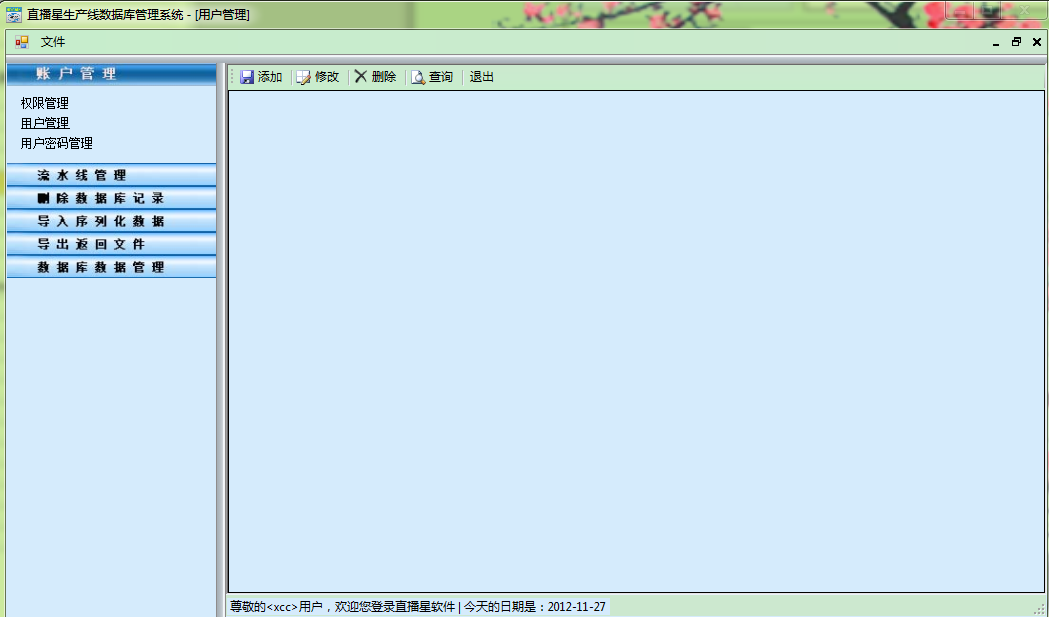 直播星生产线数据库管理系统 - [用户管理]
文件
账户管理
权限管理
用户管理
用户密码管理
流水线管理
删除数据库记录
导入序列化数据
导出返回文件
数据库数据管理
添加 修改 删除 查询 退出
尊敬的<xcc>用户，欢迎您登录直播星软件 | 今天的日期是：2012-11-27